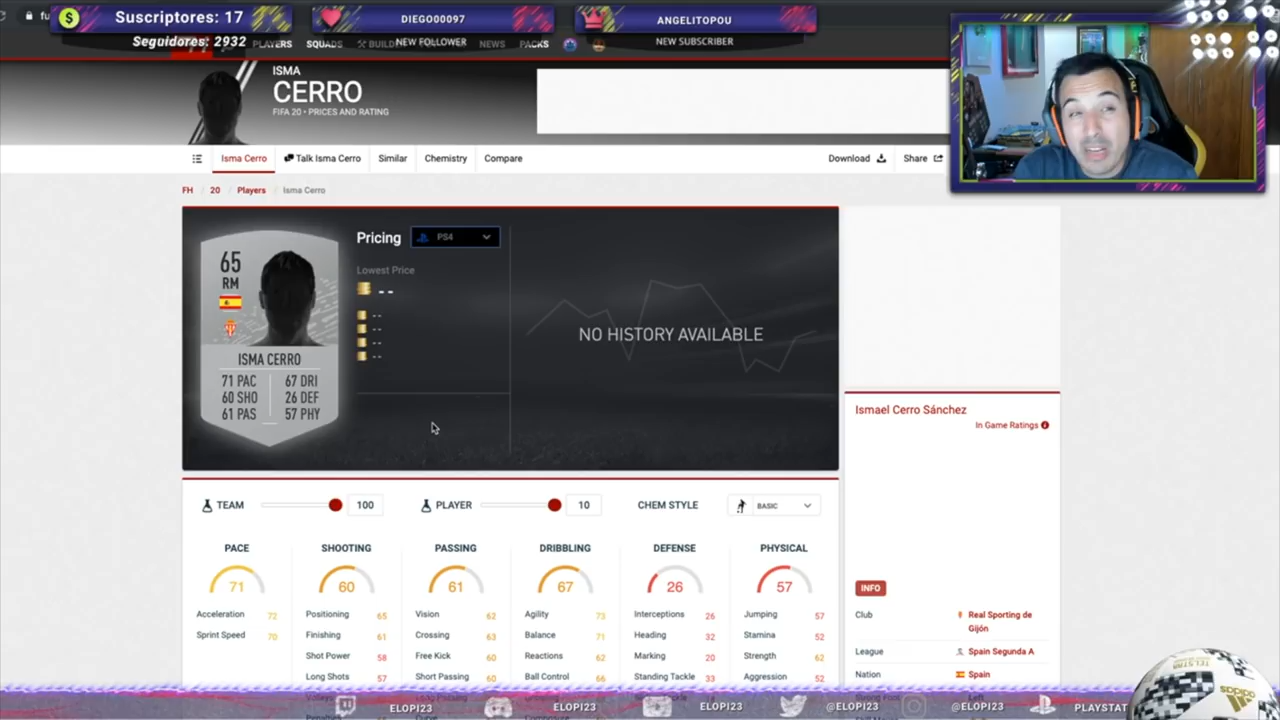 Suscriptores: 17
DIEGO00097
ANGELITOPOU
Seguidores: 2932
NEW FOLLOWER
NEW SUBSCRIBER
PLAYERS
SQUADS
NEWS
PACKS
ISMA
CERRO
FIFA 20 • PRICES AND RATING
Isma Cerro
Talk Isma Cerro
Similar
Chemistry
Compare
Download
Share
FH / 20 / Players / Isma Cerro
65
RM
ISMA CERRO
71 PAC 67 DRI
60 SHO 26 DEF
61 PAS 57 PHY
Pricing
PS4
Lowest Price
--
--
--
--
--
NO HISTORY AVAILABLE
Ismael Cerro Sánchez
In Game Ratings
TEAM 100
PLAYER 10
CHEM STYLE BASIC
PACE
71
Acceleration 72
Sprint Speed 70
SHOOTING
60
Positioning 65
Finishing 61
Shot Power 58
Long Shots 57
PASSING
61
Vision 62
Crossing 63
Free Kick 60
Short Passing 60
DRIBBLING
67
Agility 73
Balance 71
Reactions 62
Ball Control 66
DEFENSE
26
Interceptions 26
Heading 32
Marking 20
Standing Tackle 33
PHYSICAL
57
Jumping 57
Stamina 52
Strength 62
Aggression 52
INFO
Club Real Sporting de
Gijón
League Spain Segunda A
Nation Spain
ELOPI23
ELOPI23
ELOPI23
@ELOPI23
@ELOPI23
PLAYSTAT
TELSTAR
adidas